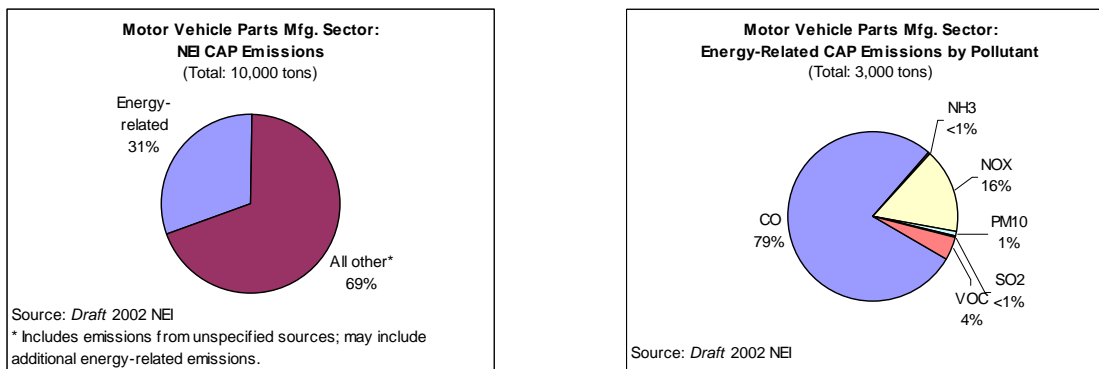 Motor Vehicle Parts Mfg. Sector:
NEI CAP Emissions
(Total: 10,000 tons)
Energy-
related
31%
All other*
69%
Source: Draft 2002 NEI
* Includes emissions from unspecified sources; may include
additional energy-related emissions.
Motor Vehicle Parts Mfg. Sector:
Energy-Related CAP Emissions by Pollutant
(Total: 3,000 tons)
NH3
<1%
NOX
16%
CO
79%
PM10
1%
SO2
<1%
VOC
4%
Source: Draft 2002 NEI